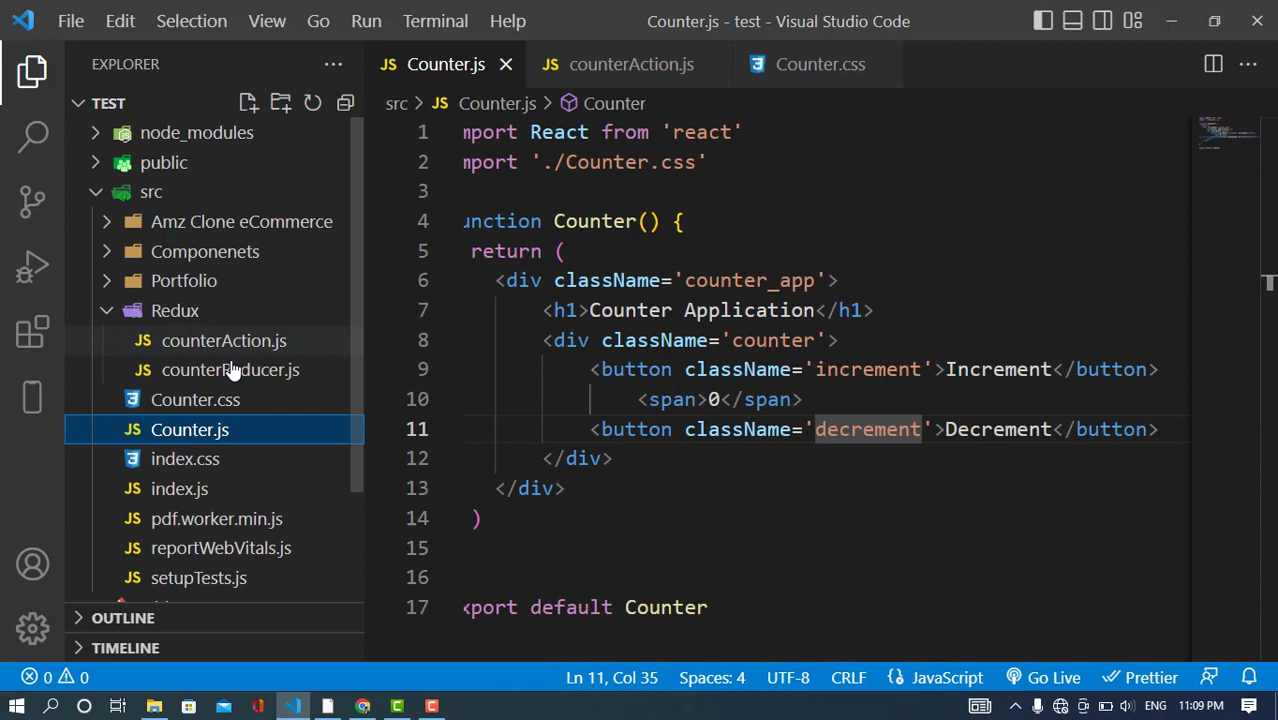 File Edit Selection View Go Run Terminal Help Counter.js - test - Visual Studio Code
EXPLORER
TEST
node_modules
public
src
Amz Clone eCommerce
Componenets
Portfolio
Redux
JS counterAction.js
JS counterReducer.js
Counter.css
JS Counter.js
index.css
JS index.js
JS pdf.worker.min.js
JS reportWebVitals.js
JS setupTests.js
OUTLINE
TIMELINE
JS Counter.js JS counterAction.js Counter.css
src JS Counter.js Counter
1 mport React from 'react'
2 mport './Counter.css'
3
4 unction Counter() {
5 return (
6 <div className='counter_app'>
7 <h1>Counter Application</h1>
8 <div className='counter'>
9 <button className='increment'>Increment</button>
10 <span>0</span>
11 <button className='decrement'>Decrement</button>
12 </div>
13 </div>
14 )
15
16
17 xport default Counter
0 0 Ln 11, Col 35 Spaces: 4 UTF-8 CRLF JavaScript Go Live Prettier
ENG 11:09 PM